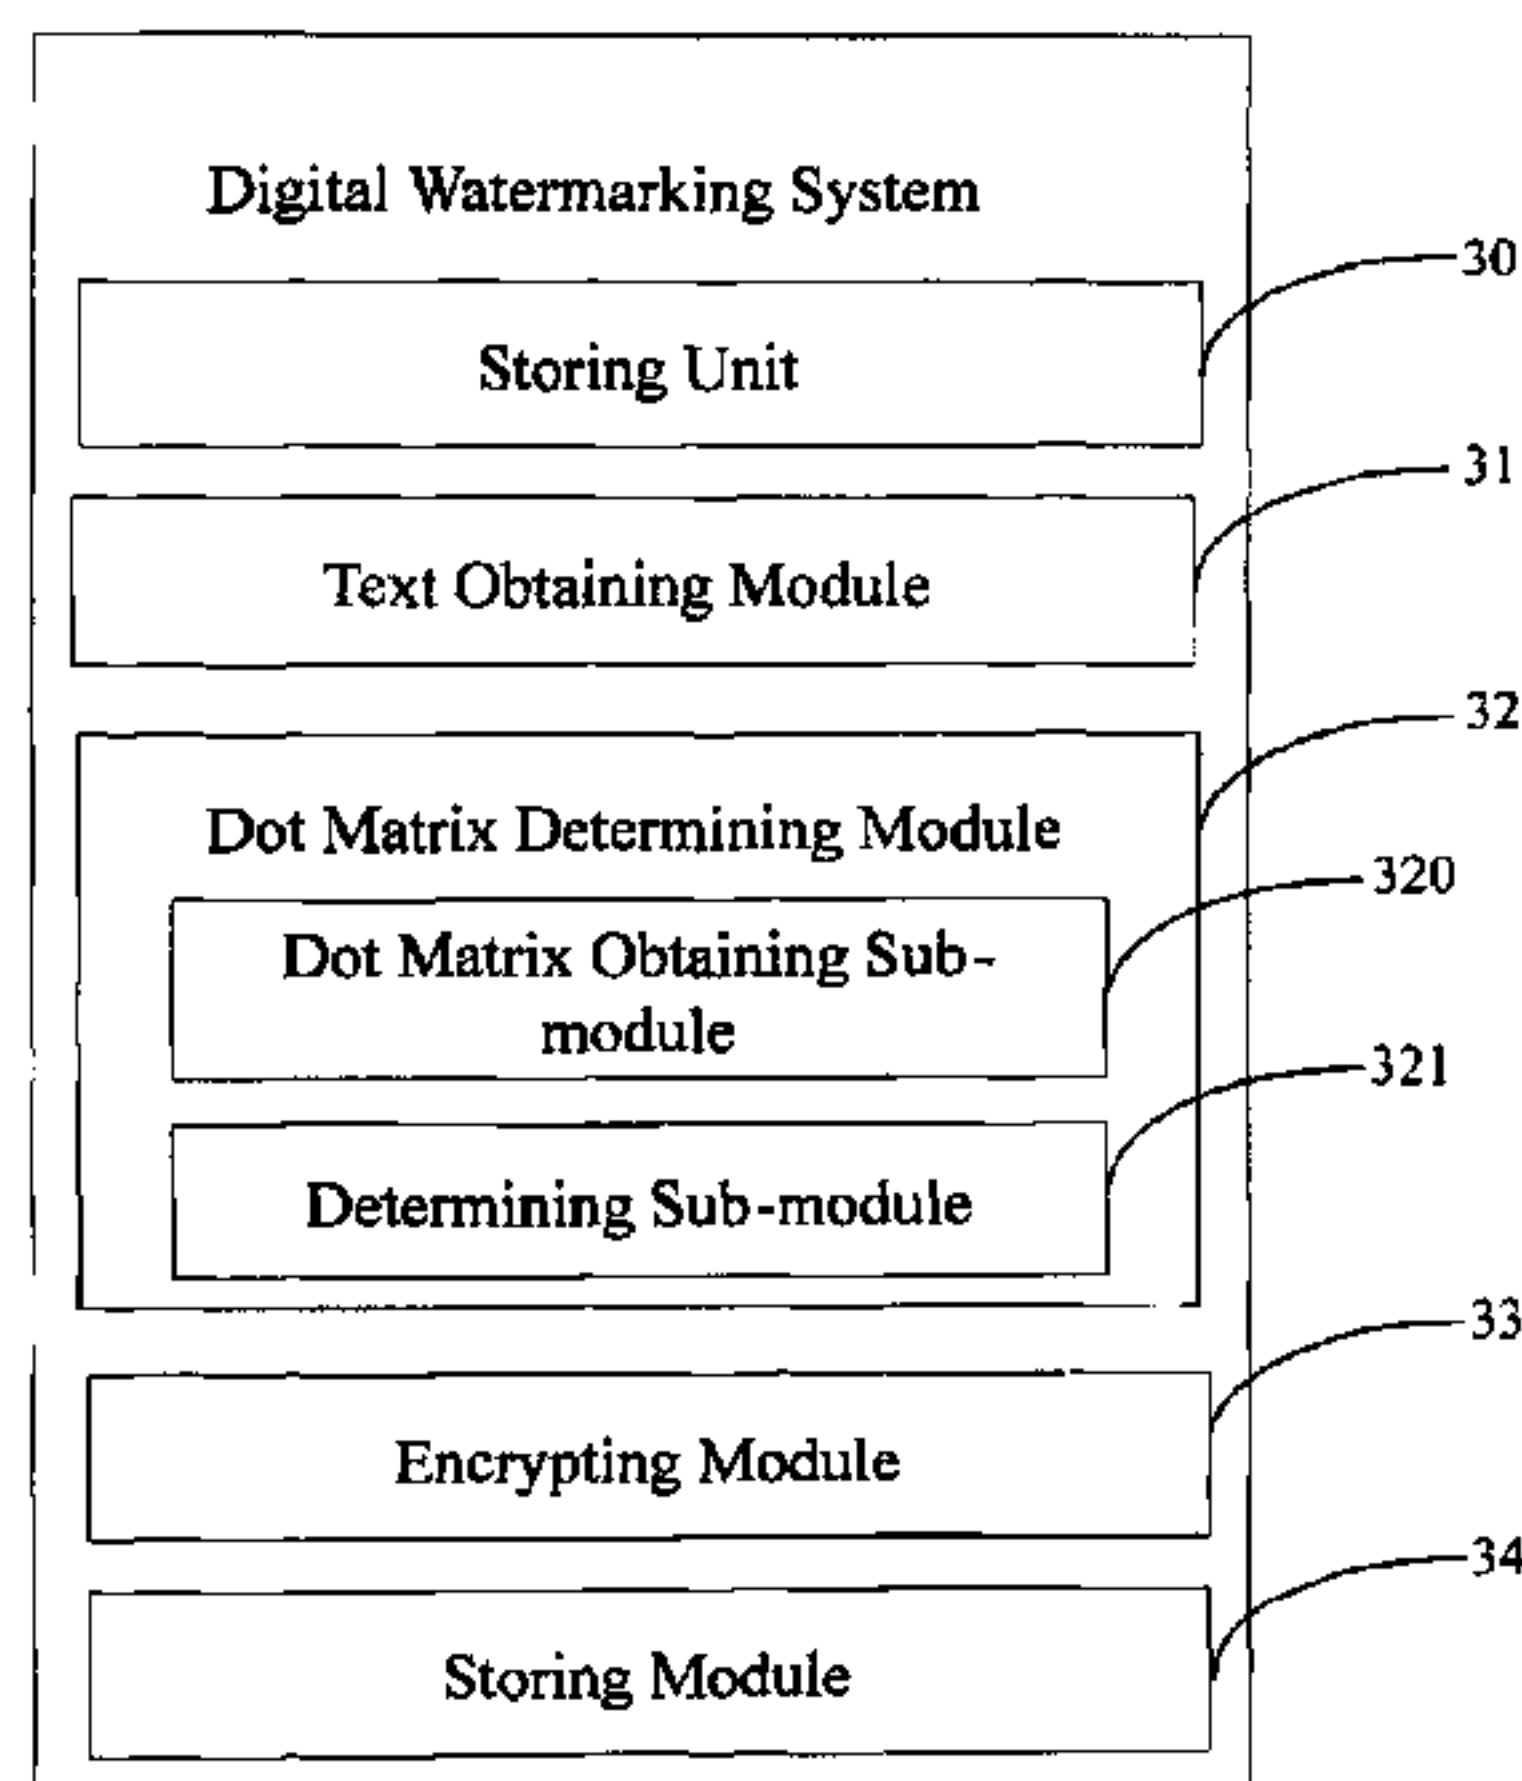 Digital Watermarking System
30
Storing Unit
31
Text Obtaining Module
32
Dot Matrix Determining Module
320
Dot Matrix Obtaining Sub-
module
321
Determining Sub-module
33
Encrypting Module
34
Storing Module